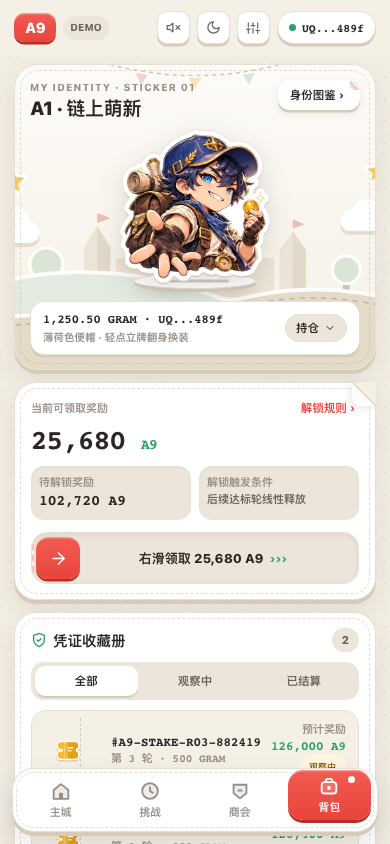 A9 DEMO UQ...489f
MY IDENTITY · STICKER 01
A1 · 链上萌新
身份图鉴 ›
1,250.50 GRAM · UQ...489f
薄荷色便帽 · 轻点立牌翻身换装
持仓
当前可领取奖励
解锁规则 ›
25,680 A9
待解锁奖励
102,720 A9
解锁触发条件
后续达标轮线性释放
右滑领取 25,680 A9 ›››
凭证收藏册
2
全部 观察中 已结算
预计奖励
#A9-STAKE-R03-882419
126,000 A9
第 3 轮 · 500 GRAM
观察中
主城 挑战 商会 背包